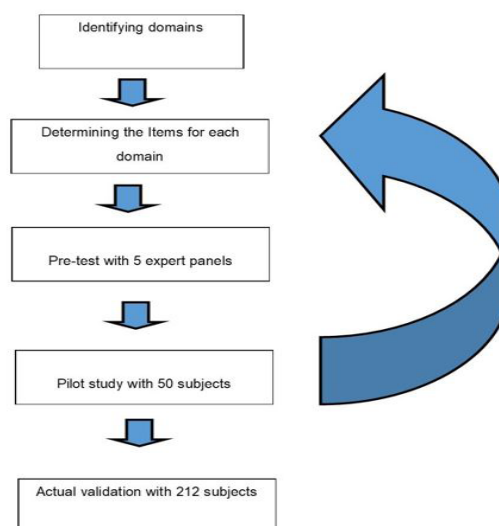 Identifying domains
Determining the Items for each
domain
Pre-test with 5 expert panels
Pilot study with 50 subjects
Actual validation with 212 subjects